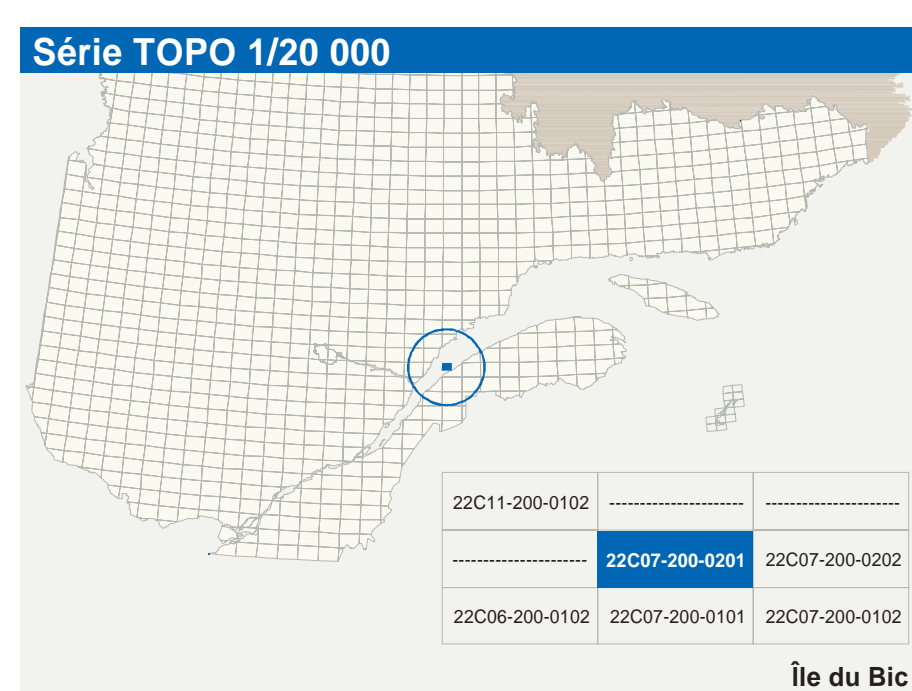 Série TOPO 1/20 000
22C11-200-0102 ---------------------- ----------------------
---------------------- 22C07-200-0201 22C07-200-0202
22C06-200-0102 22C07-200-0101 22C07-200-0102
Île du Bic